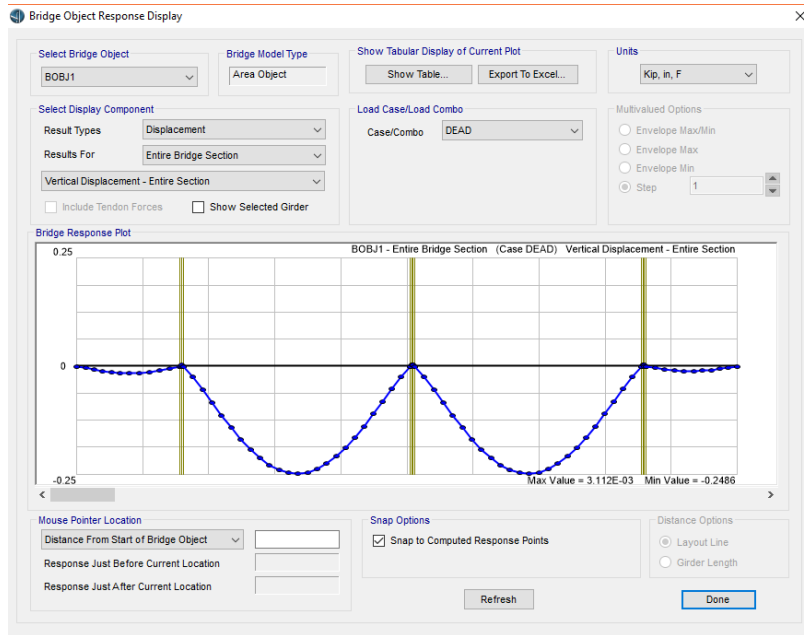 Bridge Object Response Display
Select Bridge Object
BOBJ1
Bridge Model Type
Area Object
Show Tabular Display of Current Plot
Show Table...
Export To Excel...
Units
Kip, in, F
Select Display Component
Result Types
Displacement
Results For
Entire Bridge Section
Vertical Displacement - Entire Section
Include Tendon Forces
Show Selected Girder
Load Case/Load Combo
Case/Combo
DEAD
Multivalued Options
Envelope Max/Min
Envelope Max
Envelope Min
Step
1
Bridge Response Plot
0.25
BOBJ1 - Entire Bridge Section (Case DEAD) Vertical Displacement - Entire Section
0
-0.25
Max Value = 3.112E-03 Min Value = -0.2486
Mouse Pointer Location
Distance From Start of Bridge Object
Response Just Before Current Location
Response Just After Current Location
Snap Options
Snap to Computed Response Points
Distance Options
Layout Line
Girder Length
Refresh
Done